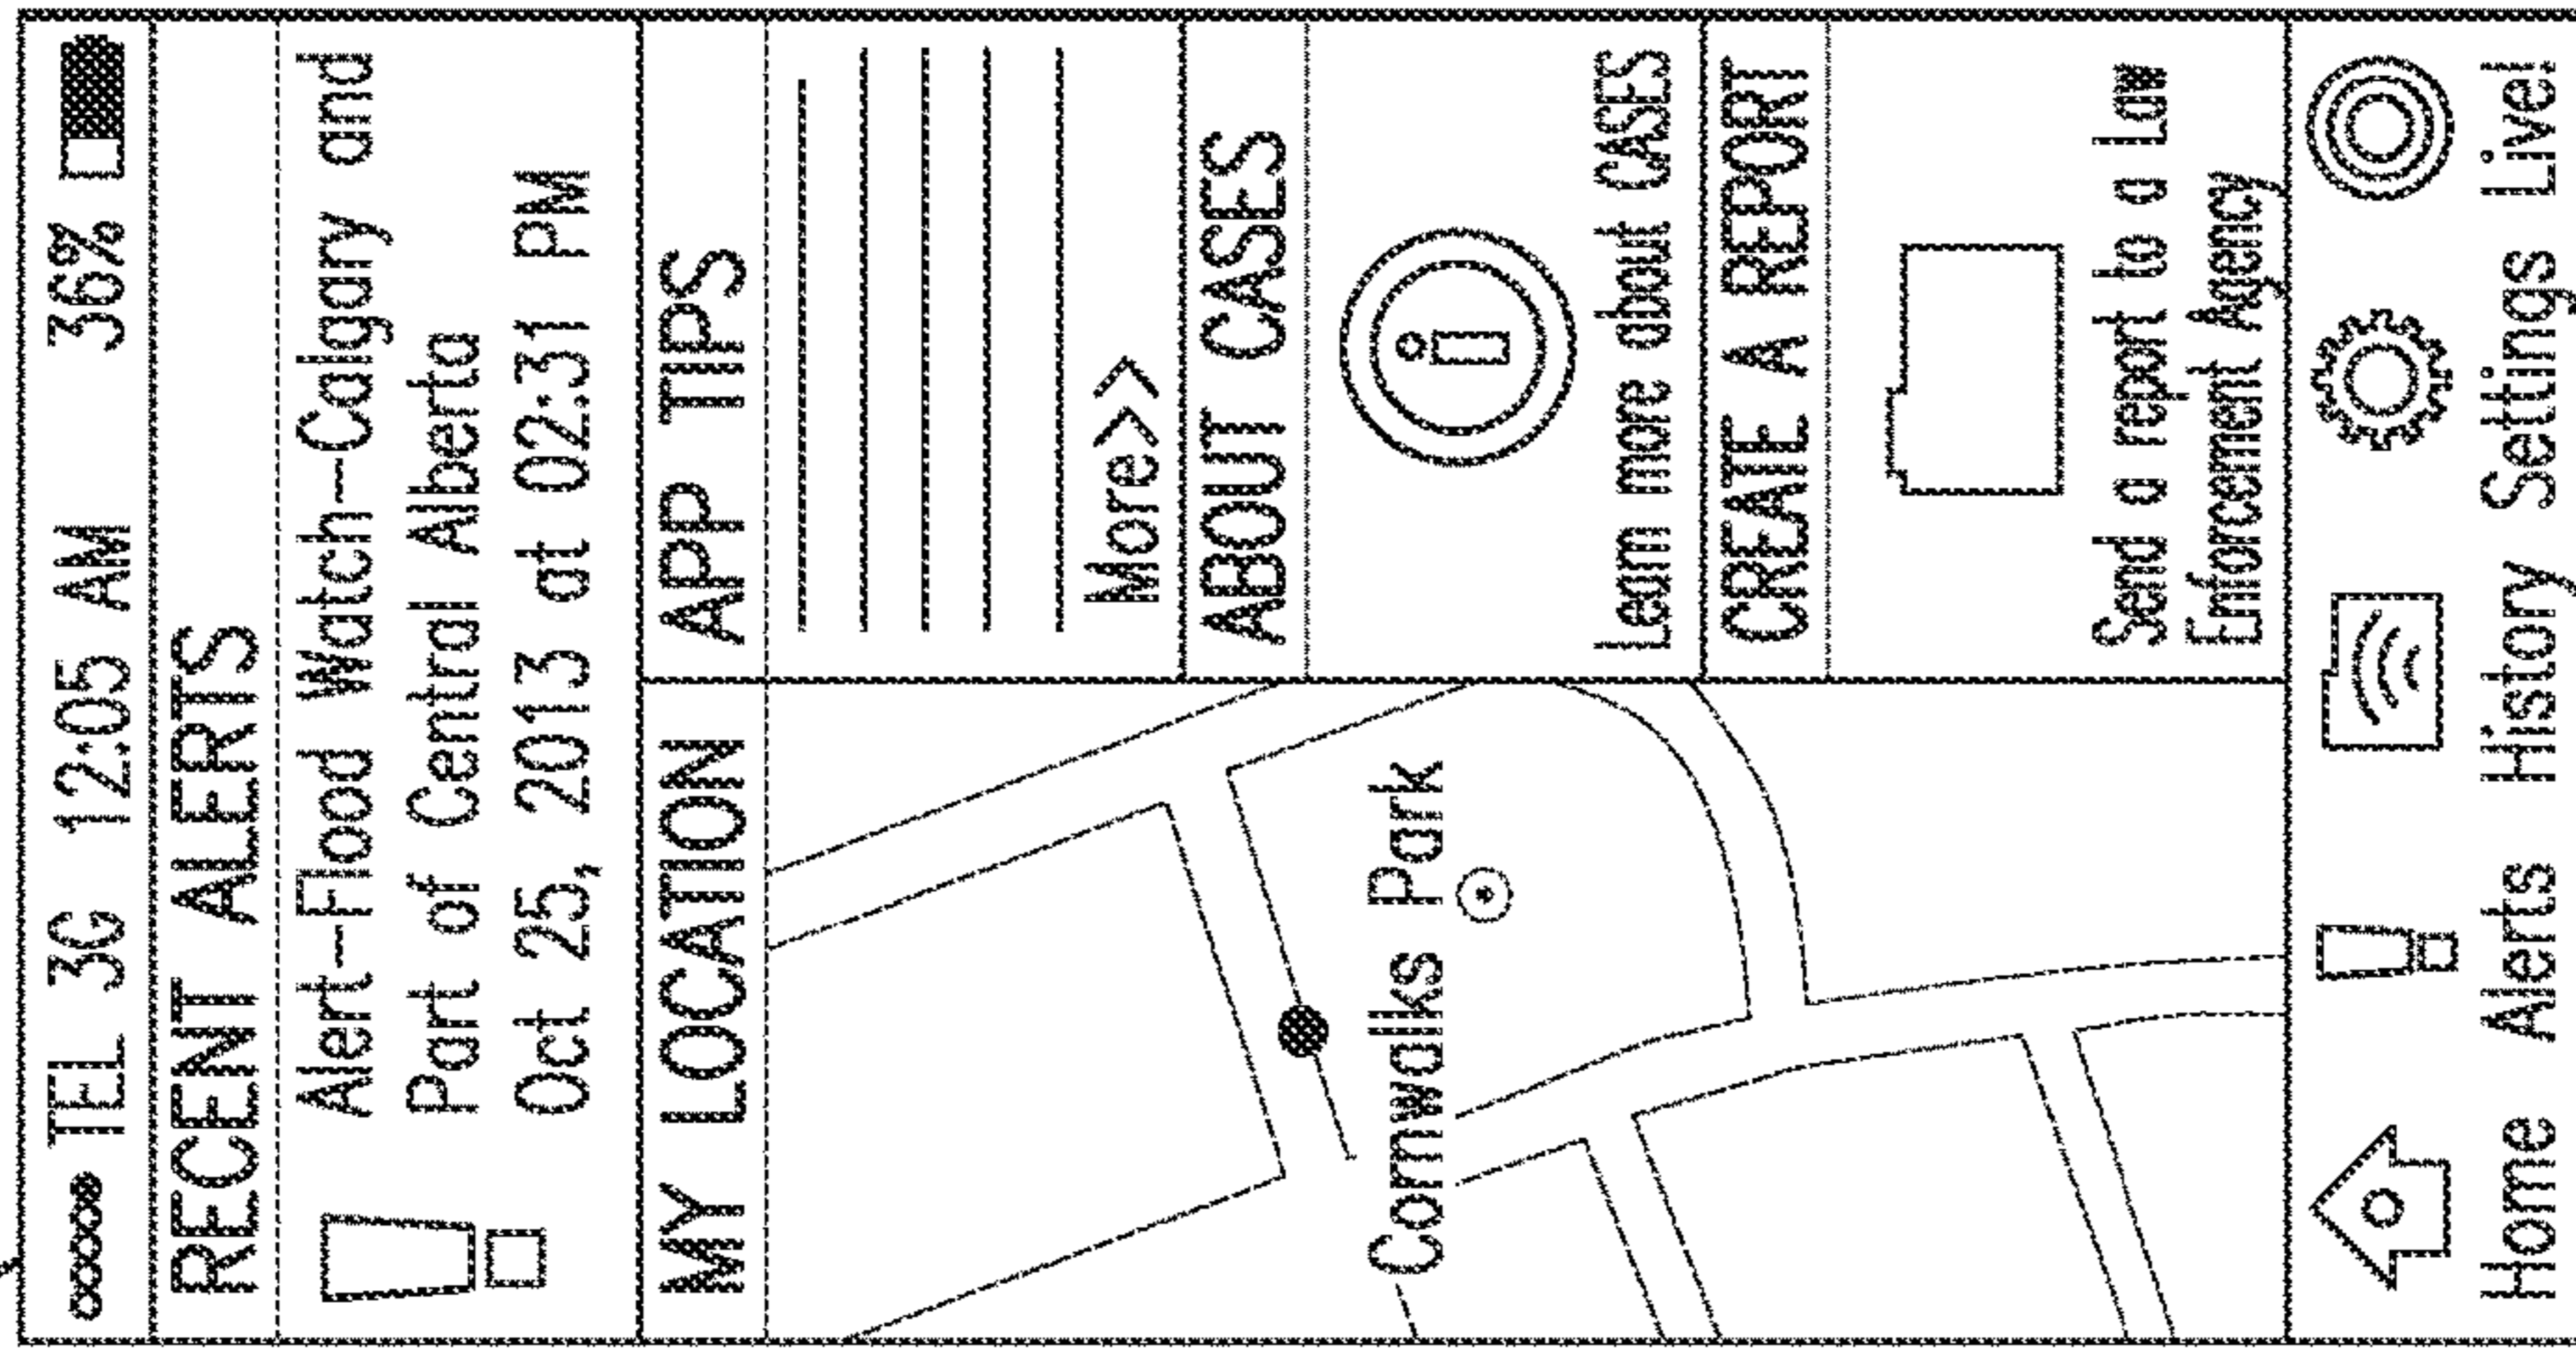 TEL 3G 12:05 AM 36%
RECENT ALERTS
Alert-Flood Watch-Calgary and
Part of Central Alberta
Oct 25, 2013 at 02:31 PM
MY LOCATION
Cornwalks Park
APP TIPS
More>>
ABOUT CASES
i
Learn more about CASES
CREATE A REPORT
Send a report to a Law
Enforcement Agency
Home Alerts History Settings Live!